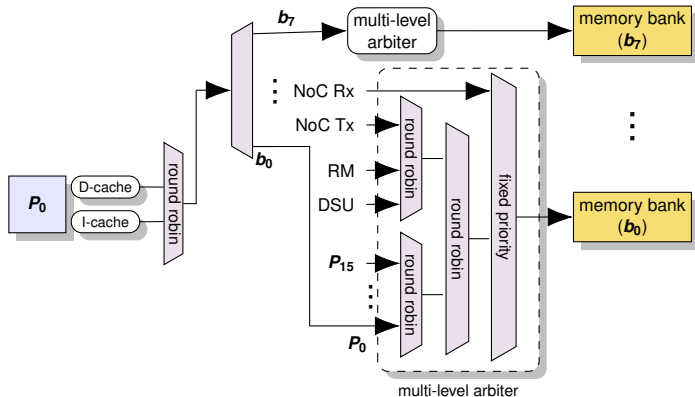 b7
multi-level
arbiter
memory bank
(b7)
NoC Rx
NoC Tx
RM
DSU
P15
P0
round robin
round robin
round robin
fixed priority
memory bank
(b0)
b0
P0
D-cache
I-cache
round robin
multi-level arbiter